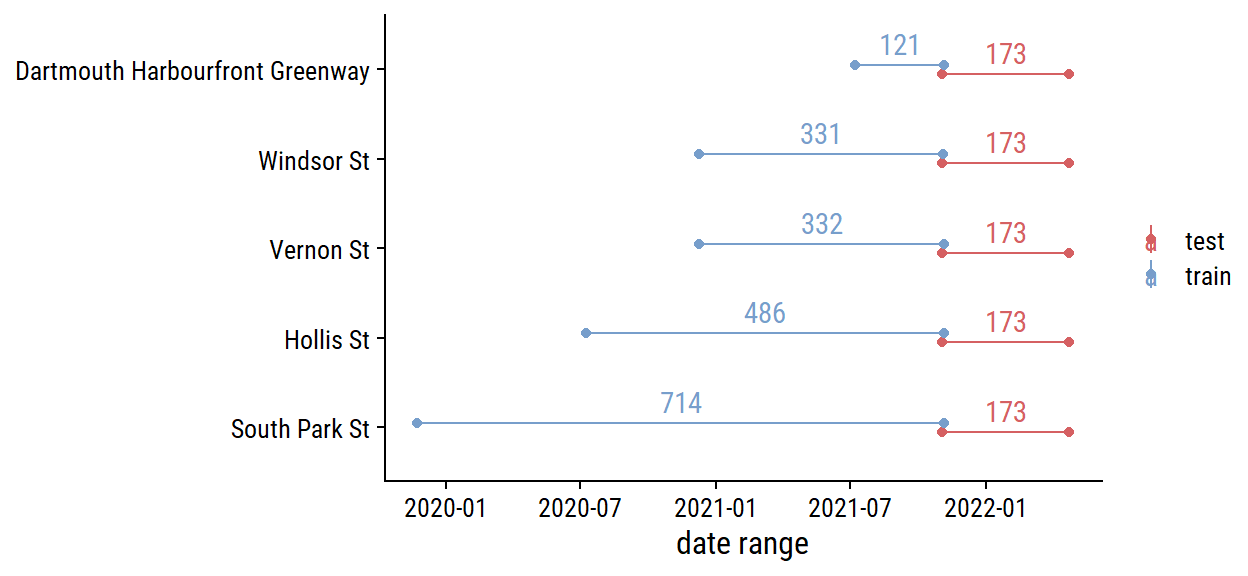 Dartmouth Harbourfront Greenway 121 173
Windsor St 331 173
Vernon St 332 173
Hollis St 486 173
South Park St 714 173
2020-01 2020-07 2021-01 2021-07 2022-01
date range
a test
a train